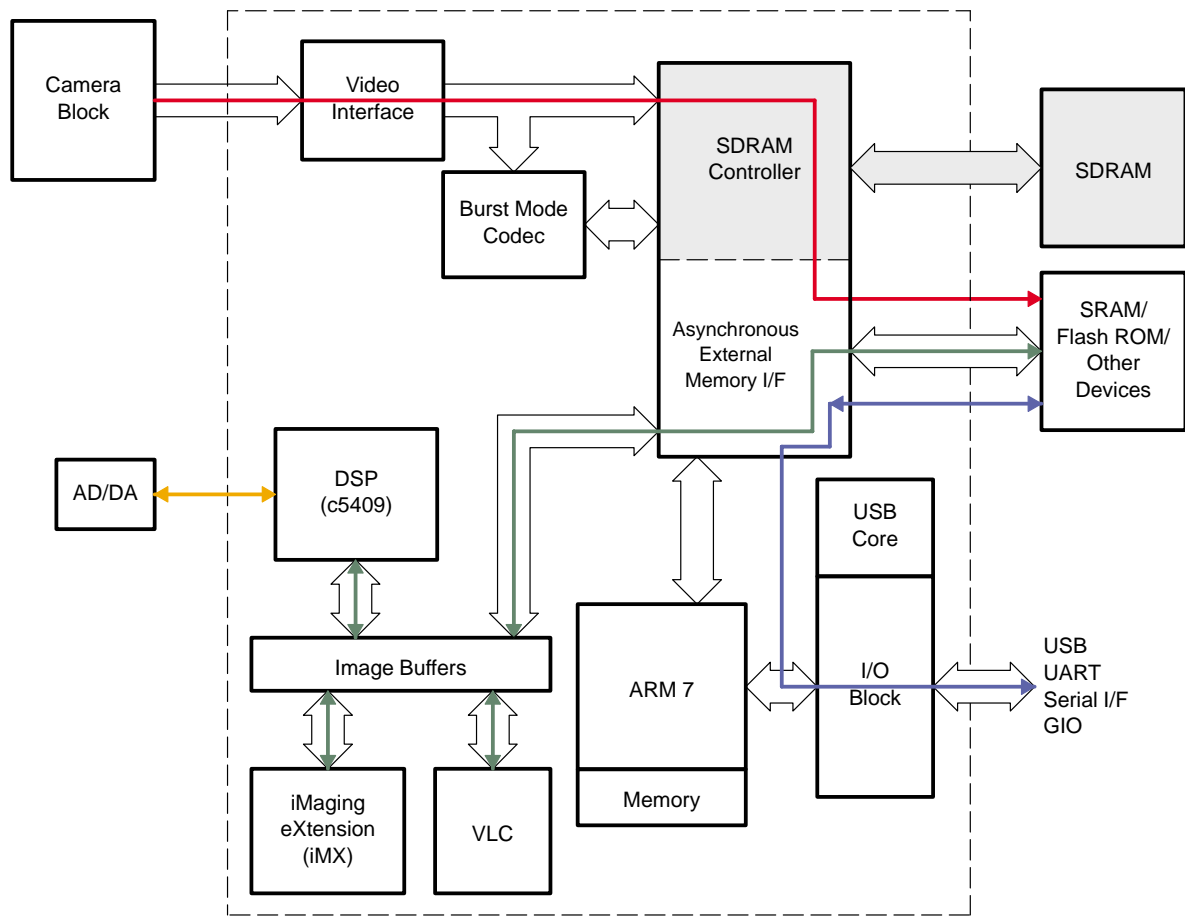 Camera
Block
Video
Interface
SDRAM
Controller
SDRAM
Burst Mode
Codec
Asynchronous
External
Memory I/F
SRAM/
Flash ROM/
Other
Devices
AD/DA
DSP
(c5409)
USB
Core
Image Buffers
ARM 7
I/O
Block
USB
UART
Serial I/F
GIO
iMaging
eXtension
(iMX)
VLC
Memory